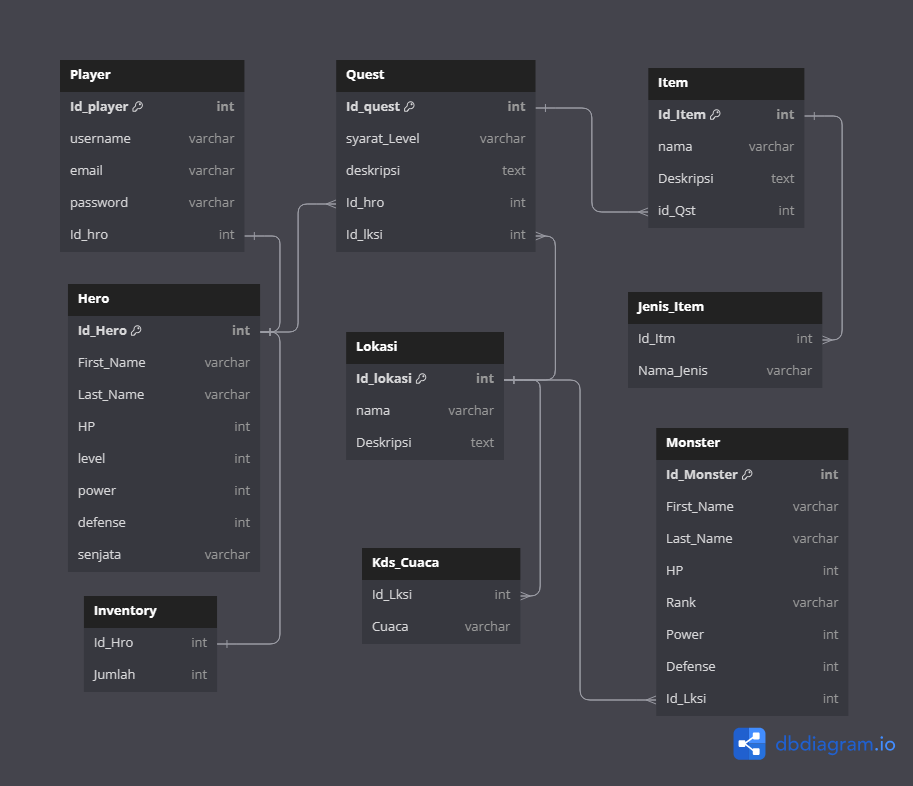 Player
Id_player int
username varchar
email varchar
password varchar
Id_hro int
Quest
Id_quest int
syarat_Level varchar
deskripsi text
Id_hro int
Id_lksi int
Item
Id_Item int
nama varchar
Deskripsi text
id_Qst int
Hero
Id_Hero int
First_Name varchar
Last_Name varchar
HP int
level int
power int
defense int
senjata varchar
Lokasi
Id_lokasi int
nama varchar
Deskripsi text
Jenis_Item
Id_Itm int
Nama_Jenis varchar
Monster
Id_Monster int
First_Name varchar
Last_Name varchar
HP int
Rank varchar
Power int
Defense int
Id_Lksi int
Kds_Cuaca
Id_Lksi int
Cuaca varchar
Inventory
Id_Hro int
Jumlah int
dbdiagram.io